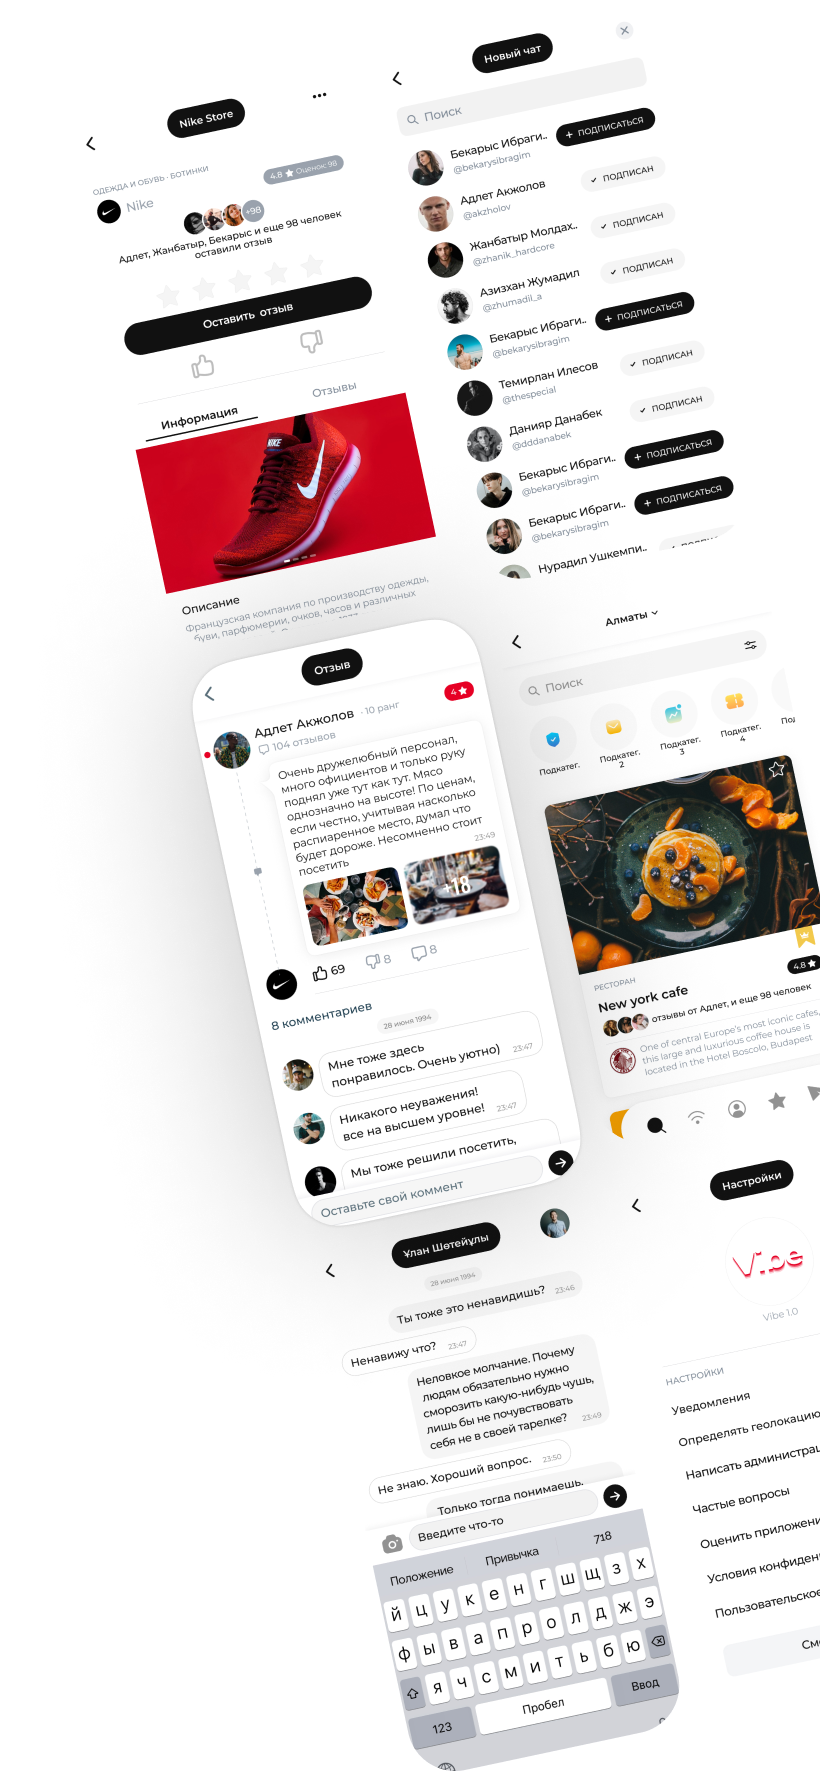 Nike Store
ОДЕЖДА И ОБУВЬ · БОТИНКИ
4.8
Оценок: 98
Nike
+98
Адлет, Жанбатыр, Бекарыс и еще 98 человек
оставили отзыв
Оставить отзыв
Информация
Отзывы
NIKE
Описание
Французская компания по производству одежды,
буви, парфюмерии, очков, часов и различных
Новый чат
Поиск
Бекарыс Ибраги..
@bekarysibragim
+ ПОДПИСАТЬСЯ
Адлет Акжолов
@akzholov
ПОДПИСАН
Жанбатыр Молдах..
@zhanik_hardcore
ПОДПИСАН
Азизхан Жумадил
@zhumadil_a
ПОДПИСАН
Бекарыс Ибраги..
@bekarysibragim
+ ПОДПИСАТЬСЯ
Темирлан Илесов
@thespecial
ПОДПИСАН
Данияр Данабек
@dddanabek
ПОДПИСАН
Бекарыс Ибраги..
@bekarysibragim
+ ПОДПИСАТЬСЯ
Бекарыс Ибраги..
@bekarysibragim
+ ПОДПИСАТЬСЯ
Нурадил Ушкемпи..
Отзыв
Адлет Акжолов · 10 ранг
4
104 отзывов
Очень дружелюбный персонал,
много официентов и только руку
поднял уже тут как тут. Мясо
однозначно на высоте! По ценам,
если честно, учитывая насколько
распиаренное место, думал что
будет дороже. Несомненно стоит
посетить
23:49
+18
69
8
8
8 комментариев
28 июня 1994
Мне тоже здесь
понравилось. Очень уютно)
23:47
Никакого неуважения!
все на высшем уровне!
23:47
Мы тоже решили посетить,
Оставьте свой коммент
Алматы
Поиск
Подкатег.
Подкатег.
2
Подкатег.
3
Подкатег.
4
РЕСТОРАН
4.8
New york cafe
отзывы от Адлет, и еще 98 человек
One of central Europe's most iconic cafes,
this large and luxurious coffee house is
located in the Hotel Boscolo, Budapest
Ұлан Шөтейұлы
28 июня 1994
Ты тоже это ненавидишь?
23:46
Ненавижу что?
23:47
Неловкое молчание. Почему
людям обязательно нужно
сморозить какую-нибудь чушь,
лишь бы не почувствовать
себя не в своей тарелке?
23:49
Не знаю. Хороший вопрос.
23:50
Только тогда понимаешь,
Введите что-то
Положение
Привычка
718
й ц у к е н г ш щ з х
ф ы в а п р о л д ж э
я ч с м и т ь б ю
123
Пробел
Ввод
Настройки
Vibe
Vibe 1.0
НАСТРОЙКИ
Уведомления
Определять геолокацию
Написать администрац
Частые вопросы
Оценить приложени
Условия конфиден
Пользовательское